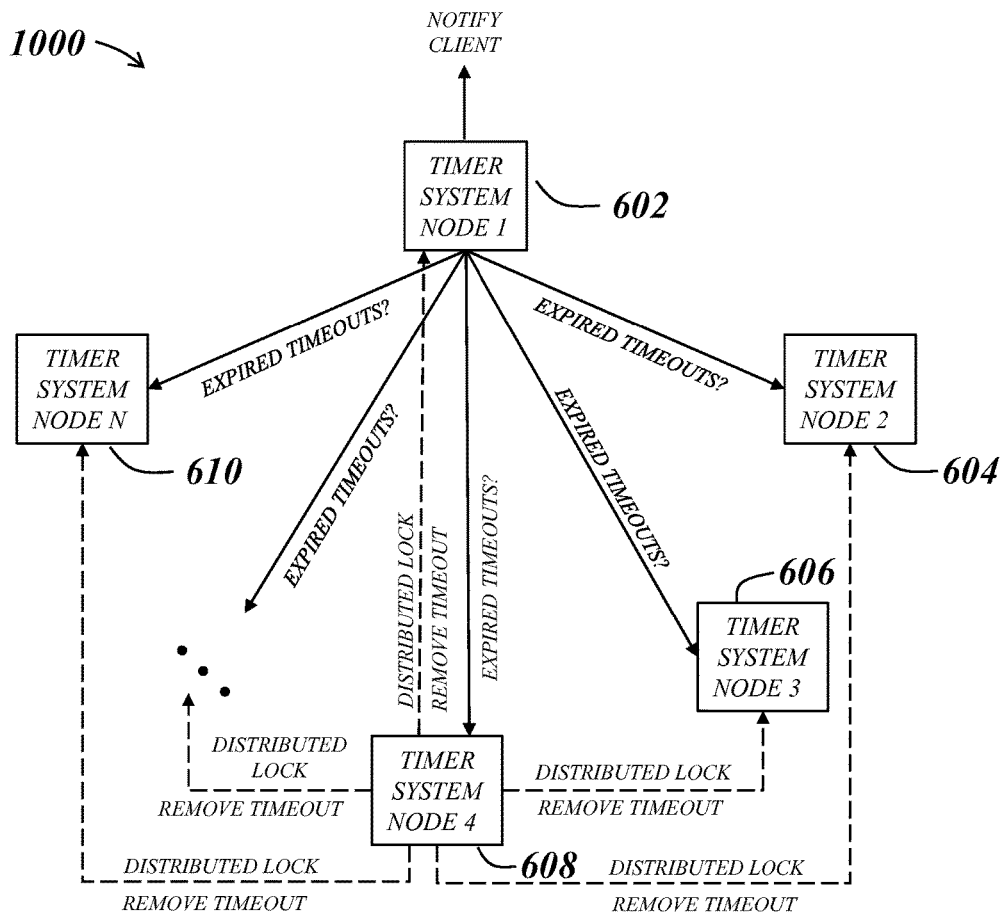 1000
NOTIFY
CLIENT
TIMER
SYSTEM
NODE 1
602
EXPIRED TIMEOUTS?
EXPIRED TIMEOUTS?
TIMER
SYSTEM
NODE N
610
TIMER
SYSTEM
NODE 2
604
EXPIRED TIMEOUTS?
DISTRIBUTED LOCK
REMOVE TIMEOUT
EXPIRED TIMEOUTS?
EXPIRED TIMEOUTS?
606
TIMER
SYSTEM
NODE 3
DISTRIBUTED
LOCK
REMOVE TIMEOUT
TIMER
SYSTEM
NODE 4
608
DISTRIBUTED LOCK
REMOVE TIMEOUT
DISTRIBUTED LOCK
REMOVE TIMEOUT
DISTRIBUTED LOCK
REMOVE TIMEOUT